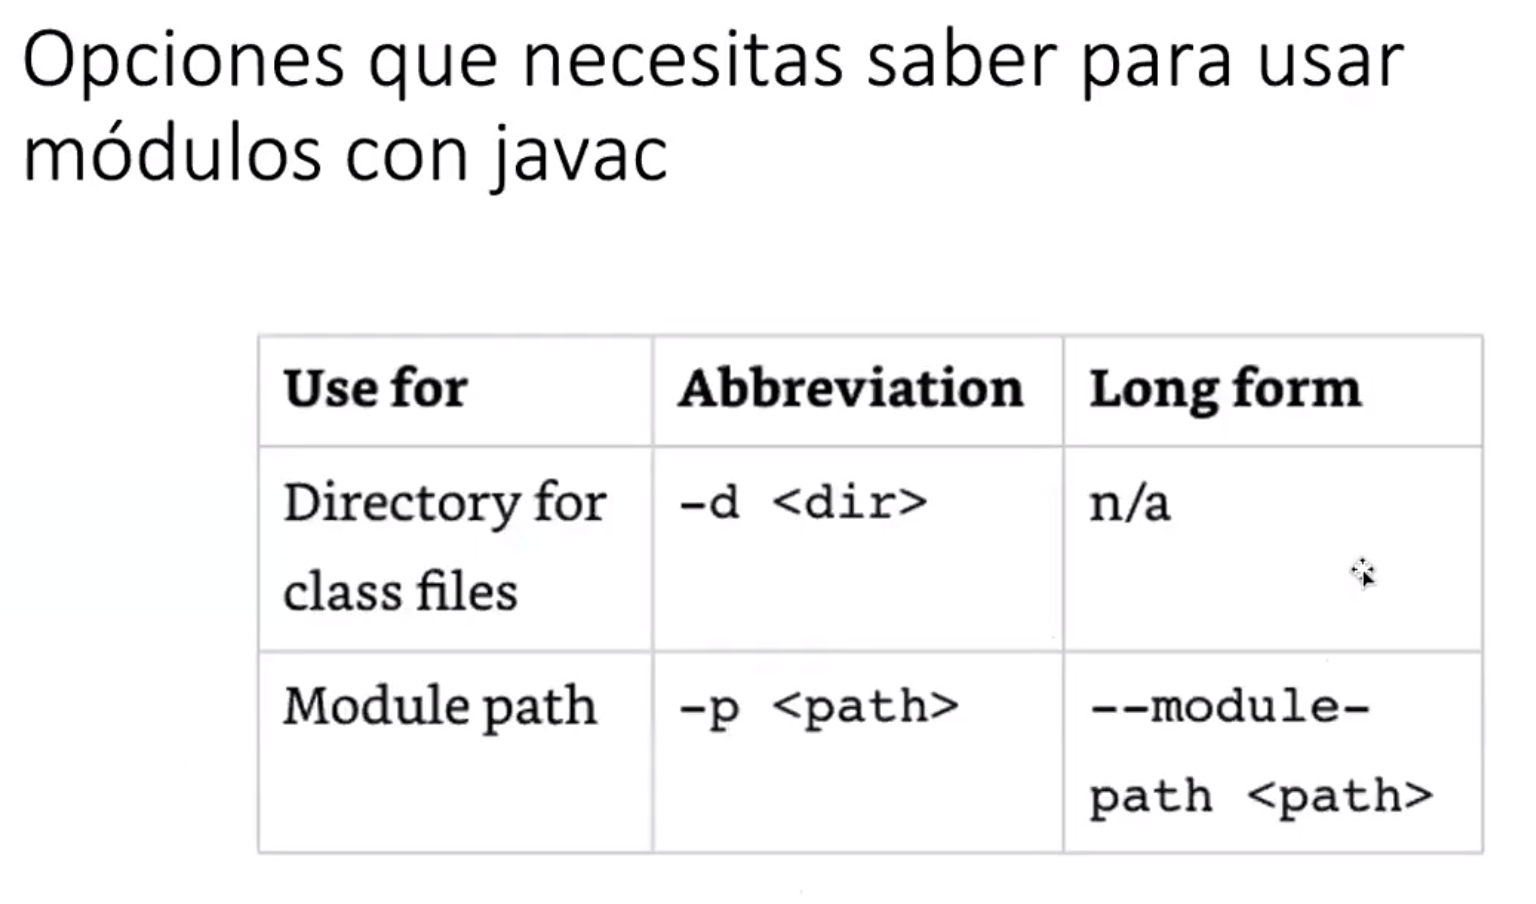 Opciones que necesitas saber para usar
módulos con javac
Use for
Abbreviation
Long form
Directory for
class files
-d <dir>
n/a
Module path
-p <path>
--module-
path <path>